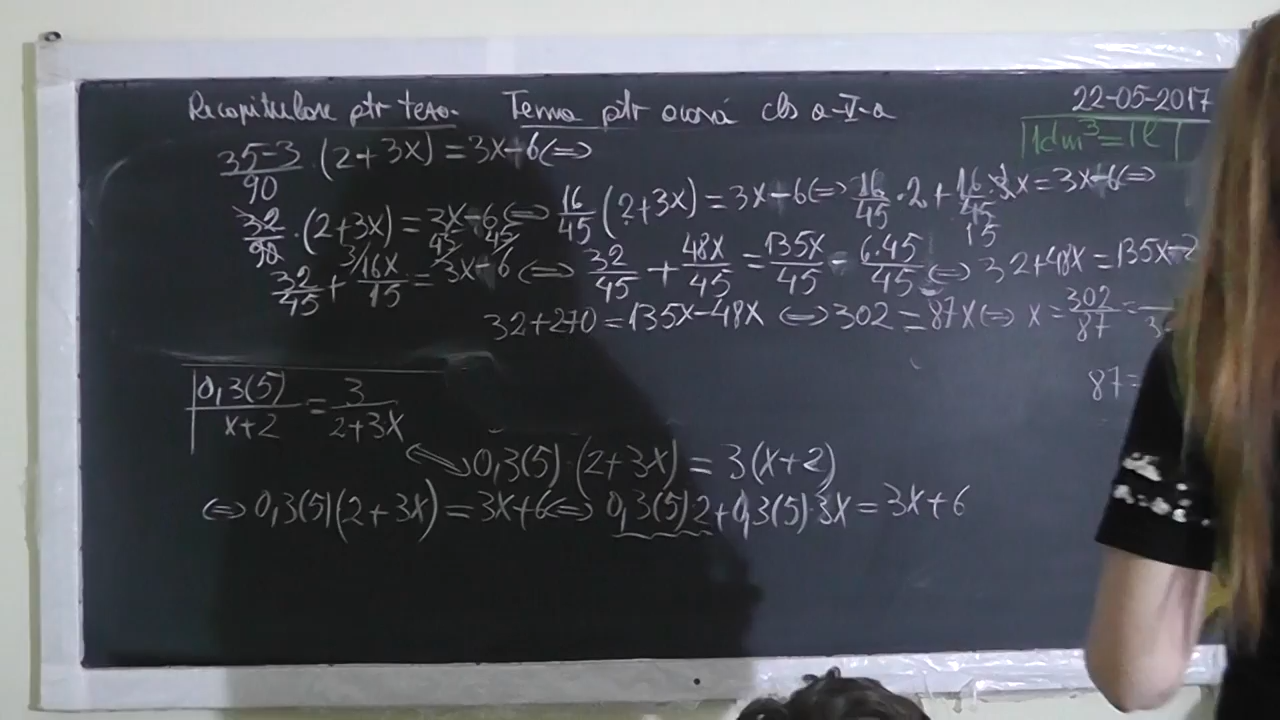 Recapitulare ptr teza. Tema ptr acasă cls a-V-a
22-05-2017
1dm³=1l
35-3/90 · (2+3x) = 3x-6 <=>
32/90 · (2+3x) = 3x-6 <=> 16/45 (2+3x) = 3x-6 <=> 16/45 · 2 + 16/45 · 3x = 3x-6 <=>
15
32/45 + 16x/15 = 3x-6 <=> 32/45 + 48x/45 = 135x/45 - 6·45/45 <=> 32+48x = 135x-2
32+270 = 135x-48x <=> 302 = 87x <=> x = 302/87 =
87=
0,3(5)/x+2 = 3/2+3x
<=> 0,3(5)·(2+3x) = 3(x+2)
<=> 0,3(5)(2+3x) = 3x+6 <=> 0,3(5)·2+0,3(5)·3x = 3x+6